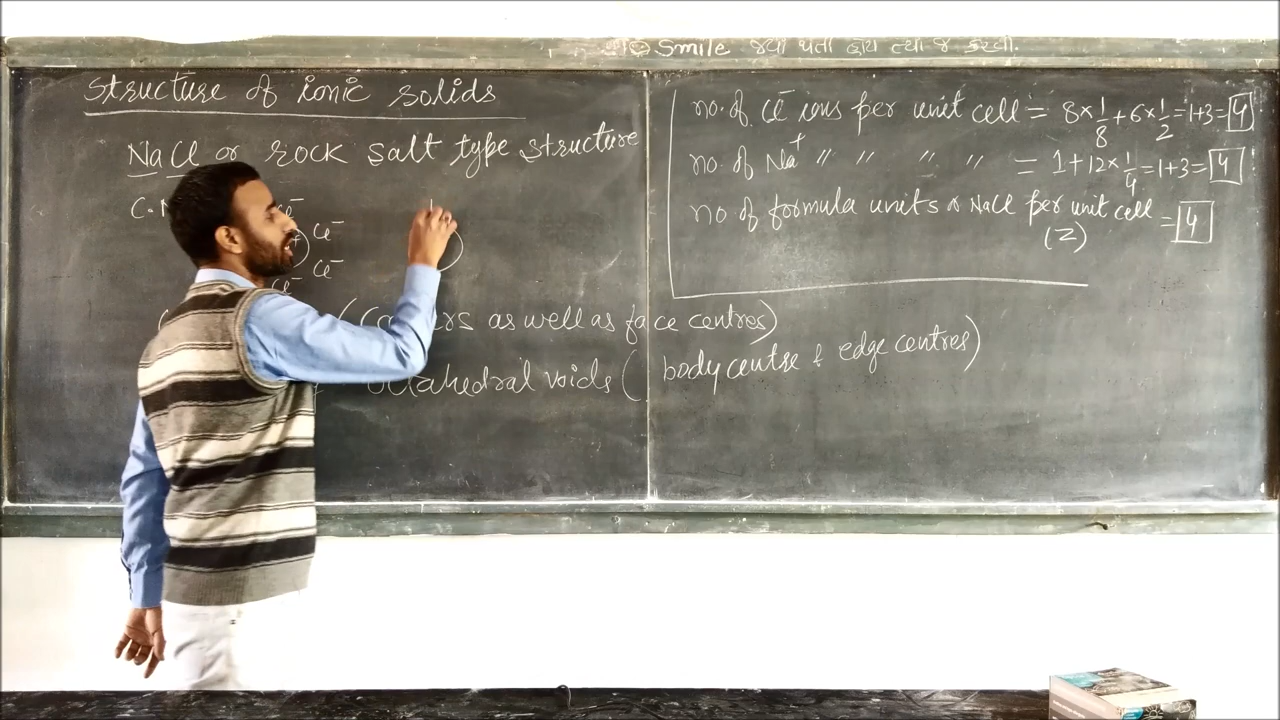 Smile
Structure of ionic solids
NaCl or rock salt type structure
C.N
Cl⁻
Cl⁻
Cl⁻
Cl⁻
(Corners as well as face centres)
octahedral voids (body centre & edge centres)
no. of Cl⁻ ions per unit cell = 8×1/8+6×1/2=1+3=4
no. of Na⁺〃 〃 〃 〃 = 1+12×1/4=1+3=4
no of formula units of NaCl per unit cell = 4
(Z)